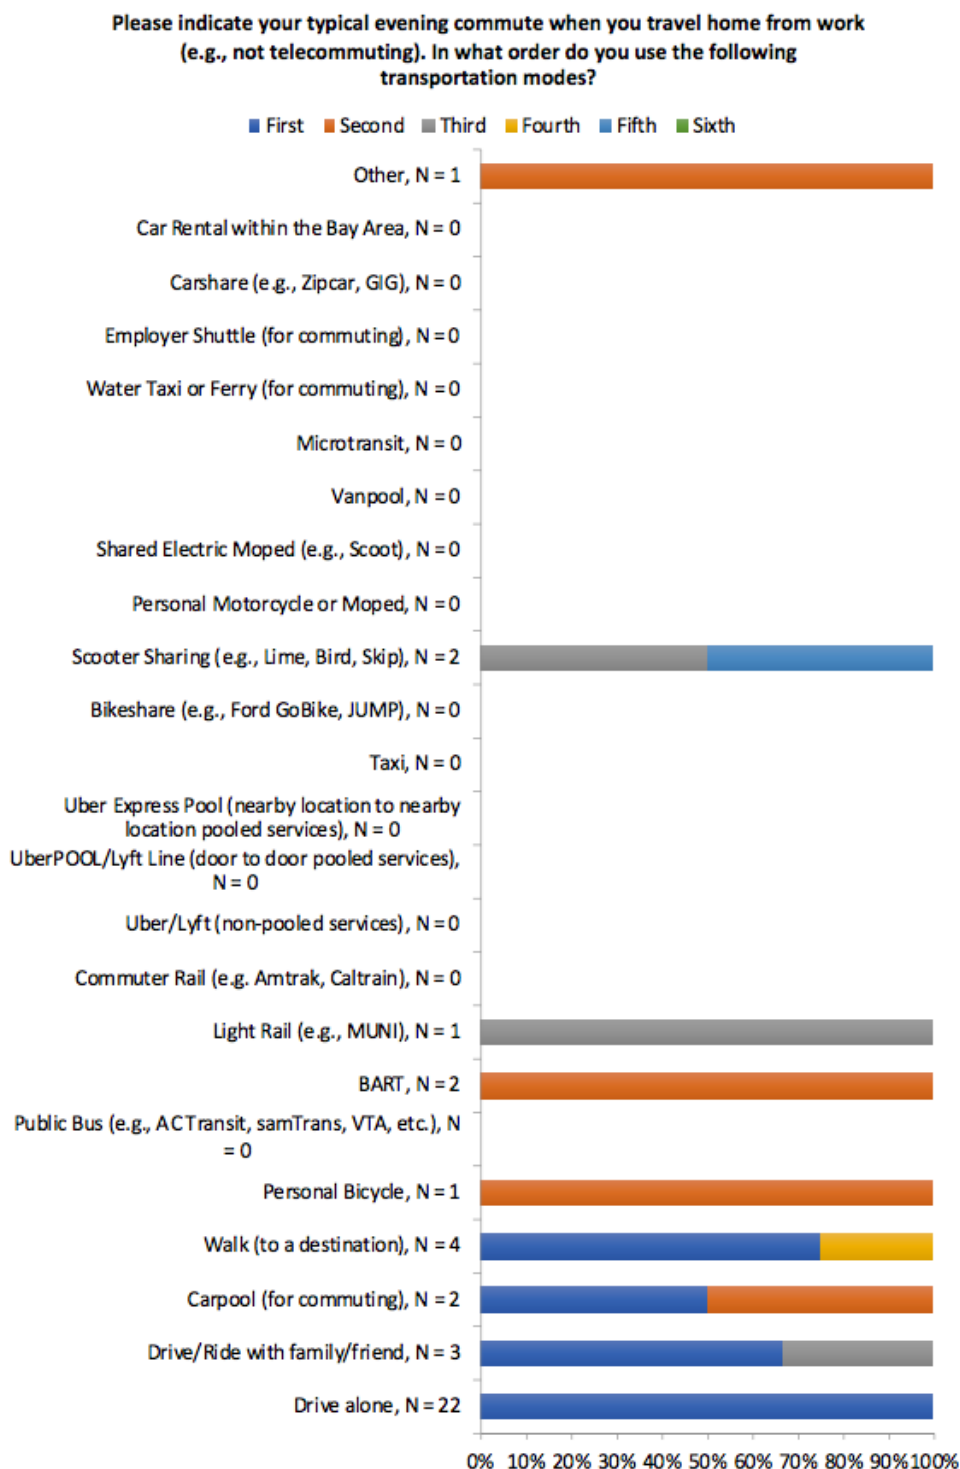 Please indicate your typical evening commute when you travel home from work
(e.g., not telecommuting). In what order do you use the following
transportation modes?
First Second Third Fourth Fifth Sixth
Other, N = 1
Car Rental within the Bay Area, N = 0
Carshare (e.g., Zipcar, GIG), N = 0
Employer Shuttle (for commuting), N = 0
Water Taxi or Ferry (for commuting), N = 0
Microtransit, N = 0
Vanpool, N = 0
Shared Electric Moped (e.g., Scoot), N = 0
Personal Motorcycle or Moped, N = 0
Scooter Sharing (e.g., Lime, Bird, Skip), N = 2
Bikeshare (e.g., Ford GoBike, JUMP), N = 0
Taxi, N = 0
Uber Express Pool (nearby location to nearby
location pooled services), N = 0
UberPOOL/Lyft Line (door to door pooled services),
N = 0
Uber/Lyft (non-pooled services), N = 0
Commuter Rail (e.g. Amtrak, Caltrain), N = 0
Light Rail (e.g., MUNI), N = 1
BART, N = 2
Public Bus (e.g., ACTransit, samTrans, VTA, etc.), N
= 0
Personal Bicycle, N = 1
Walk (to a destination), N = 4
Carpool (for commuting), N = 2
Drive/Ride with family/friend, N = 3
Drive alone, N = 22
0% 10% 20% 30% 40% 50% 60% 70% 80% 90% 100%